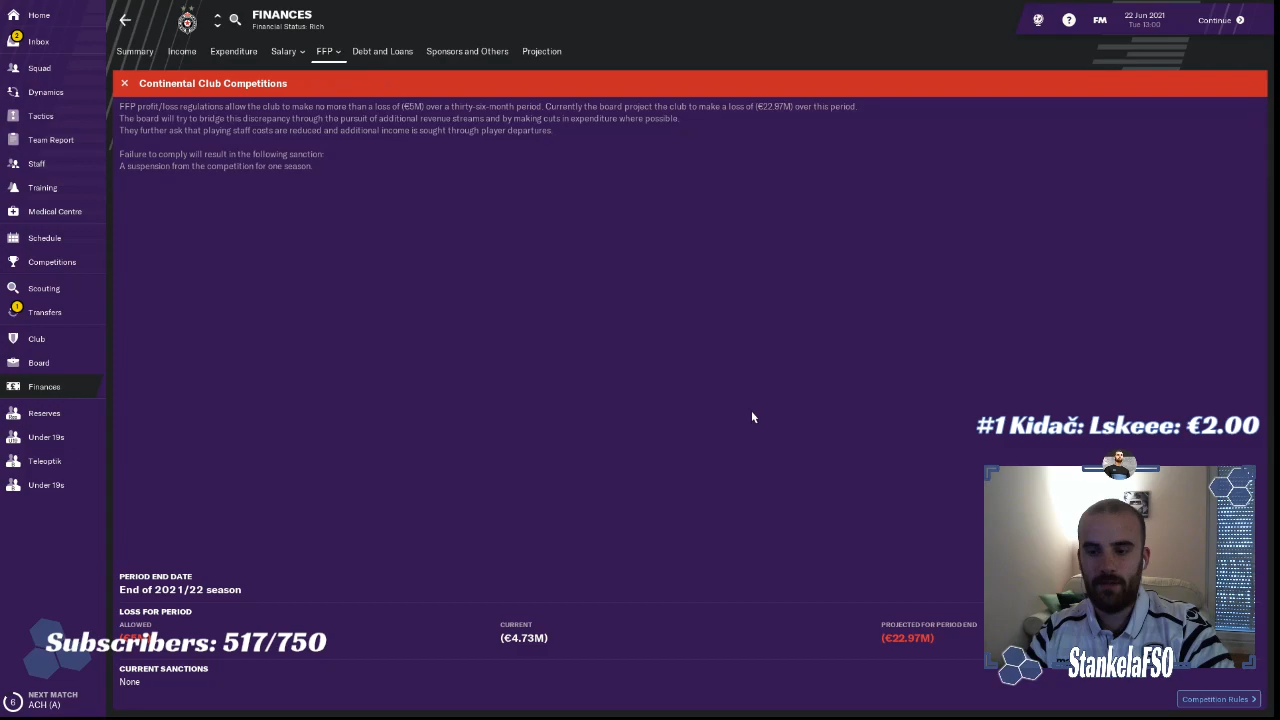 Home
2
Inbox
Squad
Dynamics
Tactics
Team Report
Staff
Training
Medical Centre
Schedule
Competitions
Scouting
1
Transfers
Club
Board
Finances
Reserves
Under 19s
Teleoptik
Under 19s
6
NEXT MATCH
ACH (A)
FINANCES
Financial Status: Rich
? FM
22 Jun 2021
Tue 13:00
Continue
Summary Income Expenditure Salary FFP Debt and Loans Sponsors and Others Projection
Continental Club Competitions
FFP profit/loss regulations allow the club to make no more than a loss of (€5M) over a thirty-six-month period. Currently the board project the club to make a loss of (€22.97M) over this period.
The board will try to bridge this discrepancy through the pursuit of additional revenue streams and by making cuts in expenditure where possible.
They further ask that playing staff costs are reduced and additional income is sought through player departures.
Failure to comply will result in the following sanction:
A suspension from the competition for one season.
#1 Kidač: Lskeee: €2.00
PERIOD END DATE
End of 2021/22 season
LOSS FOR PERIOD
ALLOWED CURRENT PROJECTED FOR PERIOD END
(€4.73M) (€22.97M)
Subscribers: 517/750
CURRENT SANCTIONS
None
StankelaFSO
Competition Rules